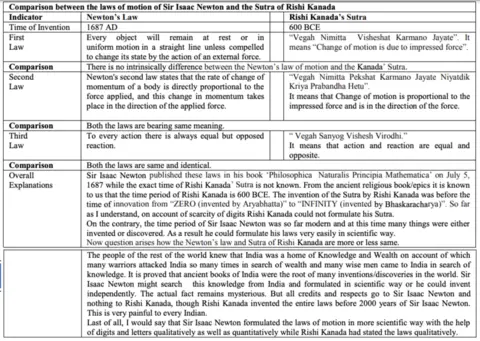 Comparison between the laws of motion of Sir Isaac Newton and the Sutra of Rishi Kanada
Indicator Newton's Law Rishi Kanada's Sutra
Time of Invention 1687 AD 600 BCE
First Law Every object will remain at rest or in "Vegah Nimitta Visheshat Karmano Jayate". It
uniform motion in a straight line unless compelled means "Change of motion is due to impressed force".
to change its state by the action of an external force.
Comparison There is no intrinsically difference between the Newton's law of motion and the Kanada' Sutra.
Second Law Newton's second law states that the rate of change of "Vegah Nimitta Pekshat Karmano Jayate Niyatdik
momentum of a body is directly proportional to the Kriya Prabandha Hetu".
force applied, and this change in momentum takes It means that Change of motion is proportional to the
place in the direction of the applied force. impressed force and is in the direction of the force.
Comparison Both the laws are bearing same meaning.
Third Law To every action there is always equal but opposed " Vegah Sanyog Vishesh Virodhi."
reaction. It means that action and reaction are equal and
opposite.
Comparison Both the laws are same and identical.
Overall Explanations Sir Isaac Newton published these laws in his book 'Philosophica Naturalis Principia Mathematica' on July 5,
1687 while the exact time of Rishi Kanada' Sutra is not known. From the ancient religious book/epics it is known
to us that the time period of Rishi Kanada is 600 BCE. The invention of the Sutra by Rishi Kanada was before the
time of innovation from "ZERO (invented by Aryabhatta)" to "INFINITY (invented by Bhaskaracharya)". So far
as I understand, on account of scarcity of digits Rishi Kanada could not formulate his Sutra.
On the contrary, the time period of Sir Isaac Newton was so far modern and at this time many things were either
invented or discovered. As a result he could formulate his laws very easily in scientific way.
Now question arises how the Newton's law and Sutra of Rishi Kanada are more or less same.
The people of the rest of the world knew that India was a home of Knowledge and Wealth on account of which
many warriors attacked India so many times in search of wealth and many wise men came to India in search of
knowledge. It is proved that ancient books of India were the root of many inventions/discoveries in the world. Sir
Isaac Newton might search this knowledge from India and formulated in scientific way or he could invent
independently. The actual fact remains mysterious. But all credits and respects go to Sir Isaac Newton and
nothing to Rishi Kanada, though Rishi Kanada invented the entire laws before 2000 years of Sir Isaac Newton.
This is very painful to every Indian.
Last of all, I would say that Sir Isaac Newton formulated the laws of motion in more scientific way with the help
of digits and letters qualitatively as well as quantitatively while Rishi Kanada had stated the laws qualitatively.